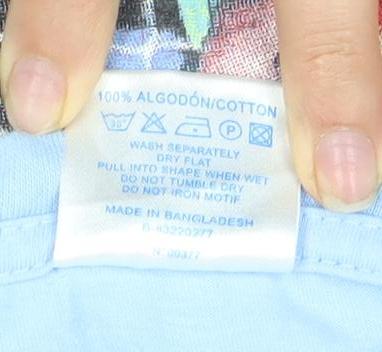 100% ALGODÓN/COTTON
30° P
WASH SEPARATELY
DRY FLAT
PULL INTO SHAPE WHEN WET
DO NOT TUMBLE DRY
DO NOT IRON MOTIF
MADE IN BANGLADESH